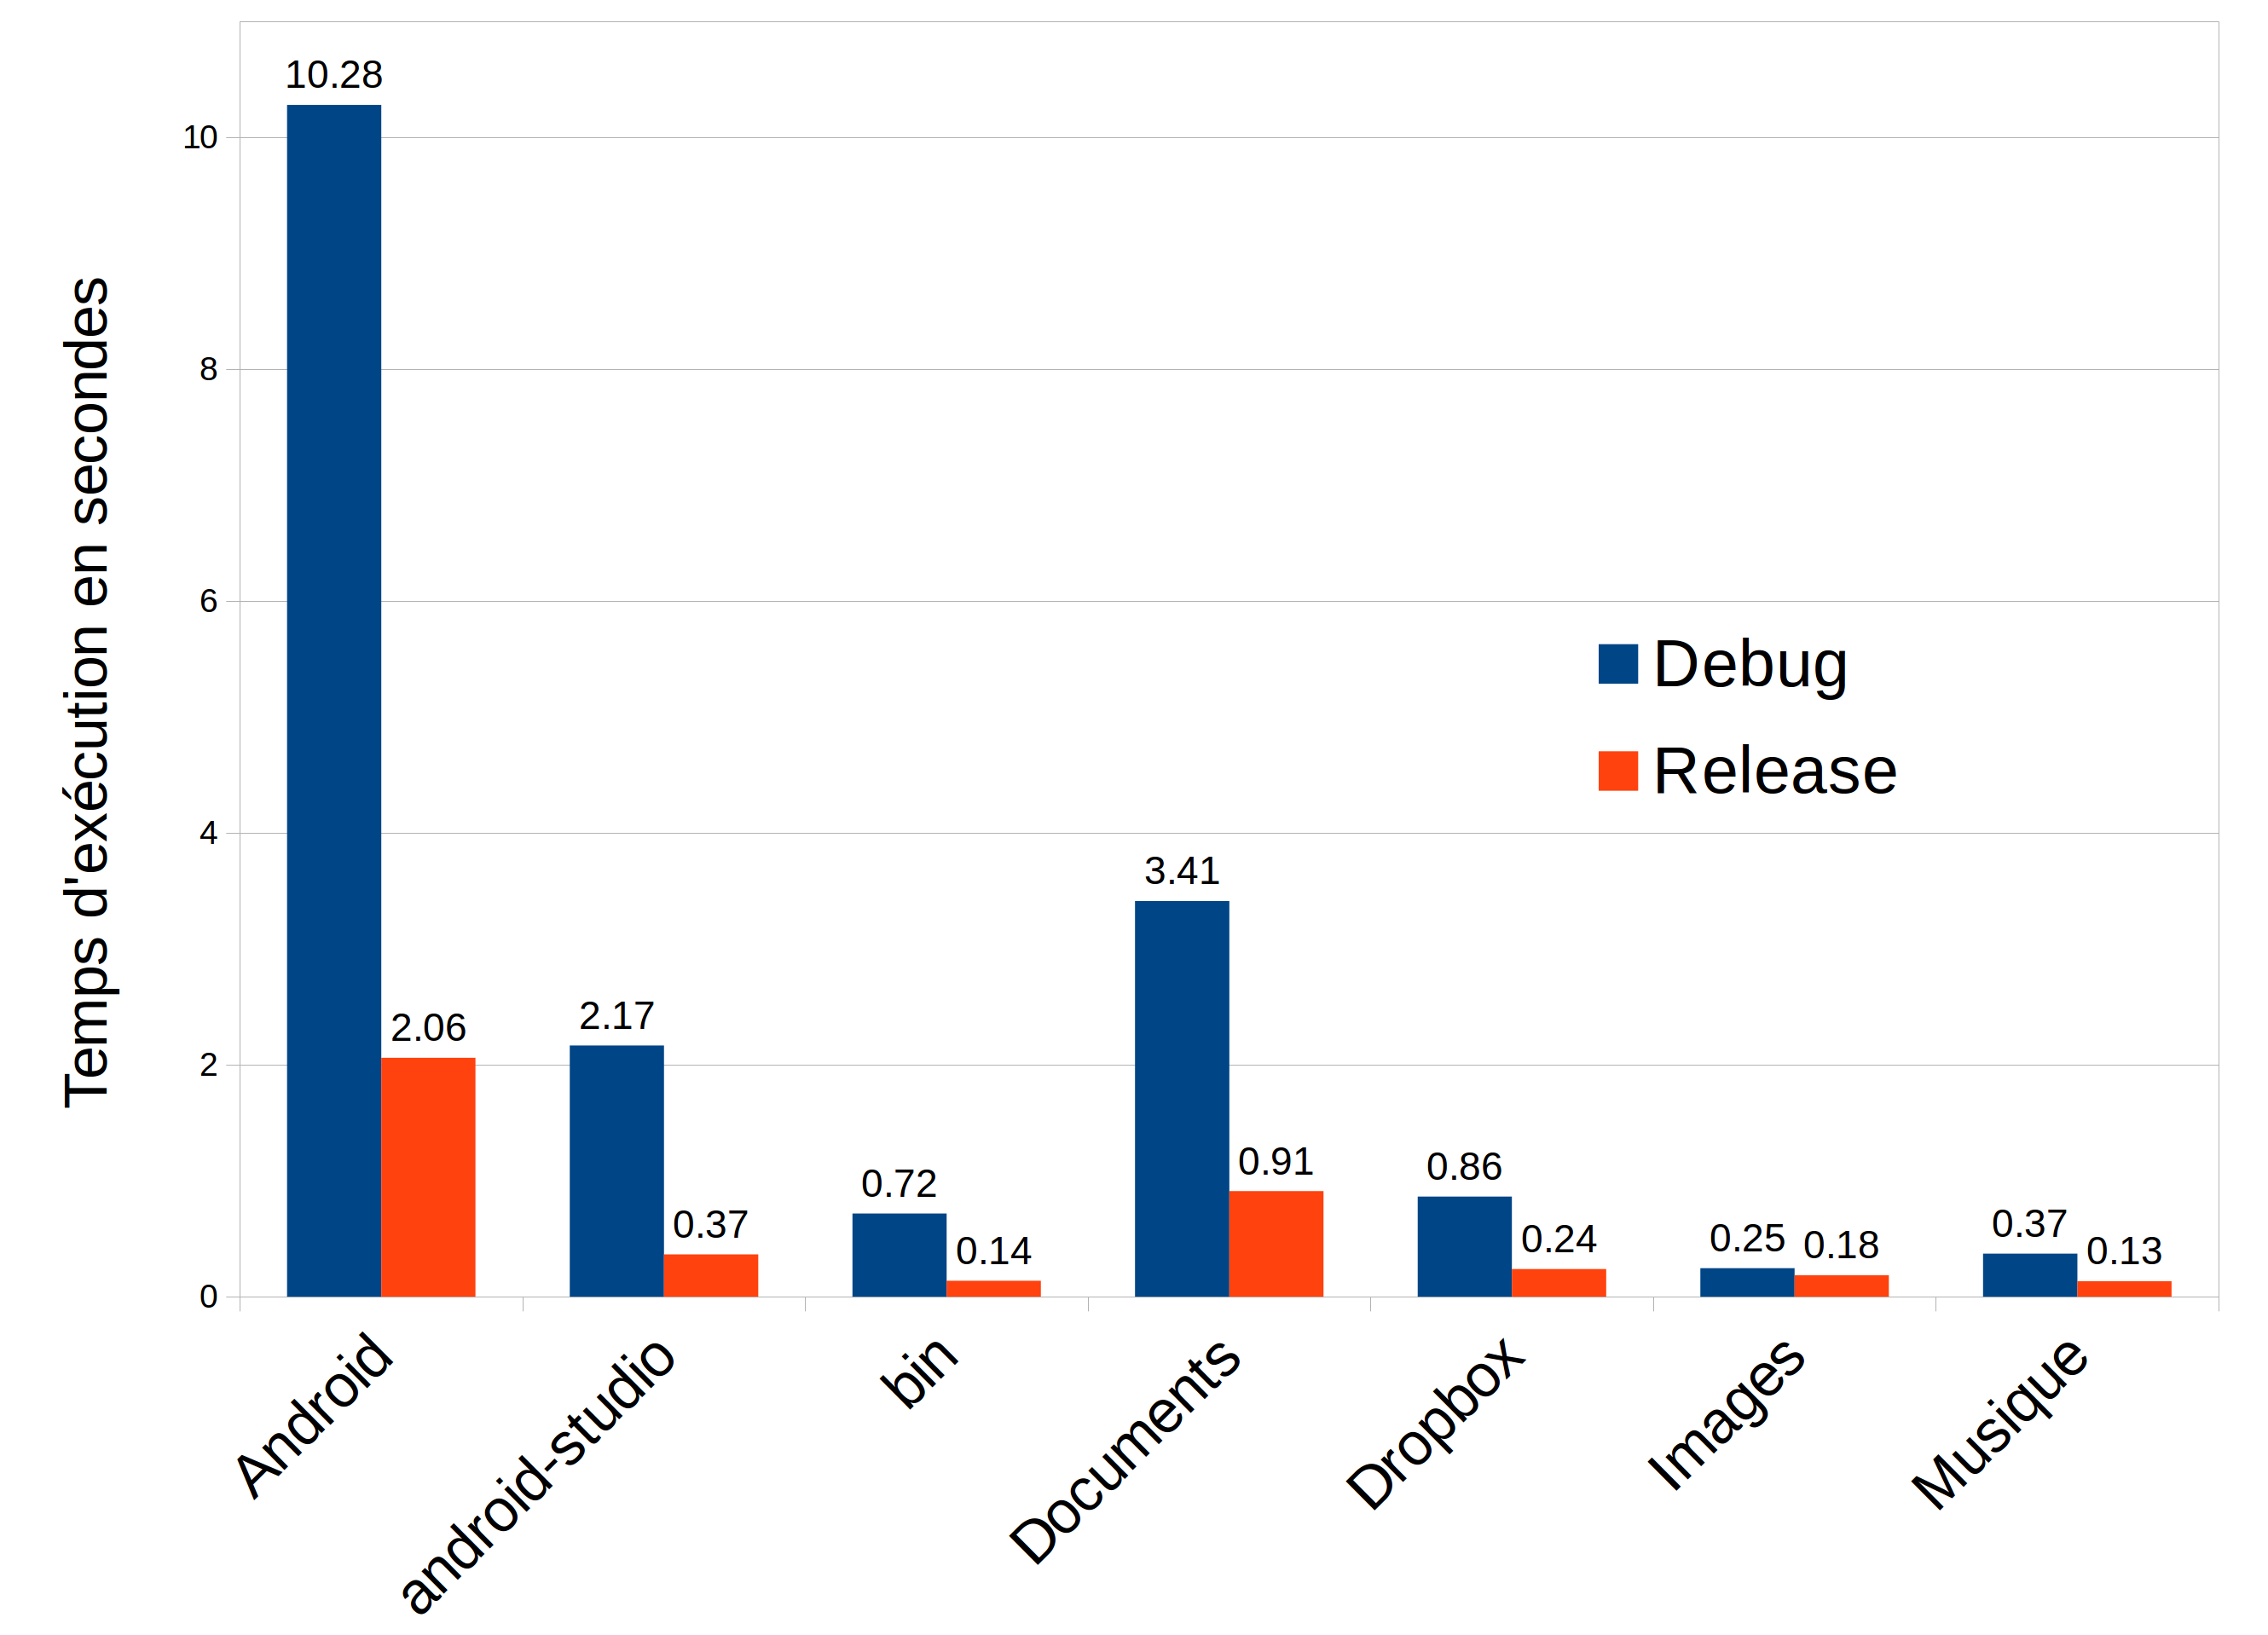 Temps d'exécution en secondes
10
8
6
4
2
0
10.28
2.06
2.17
0.37
0.72
0.14
3.41
0.91
0.86
0.24
0.25
0.18
0.37
0.13
Debug
Release
Android
android-studio
bin
Documents
Dropbox
Images
Musique